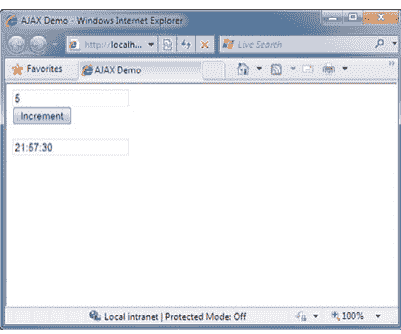 AJAX Demo - Windows Internet Explorer
http://localh...
Live Search
Favorites
AJAX Demo
5
Increment
21:57:30
Local intranet | Protected Mode: Off
100%